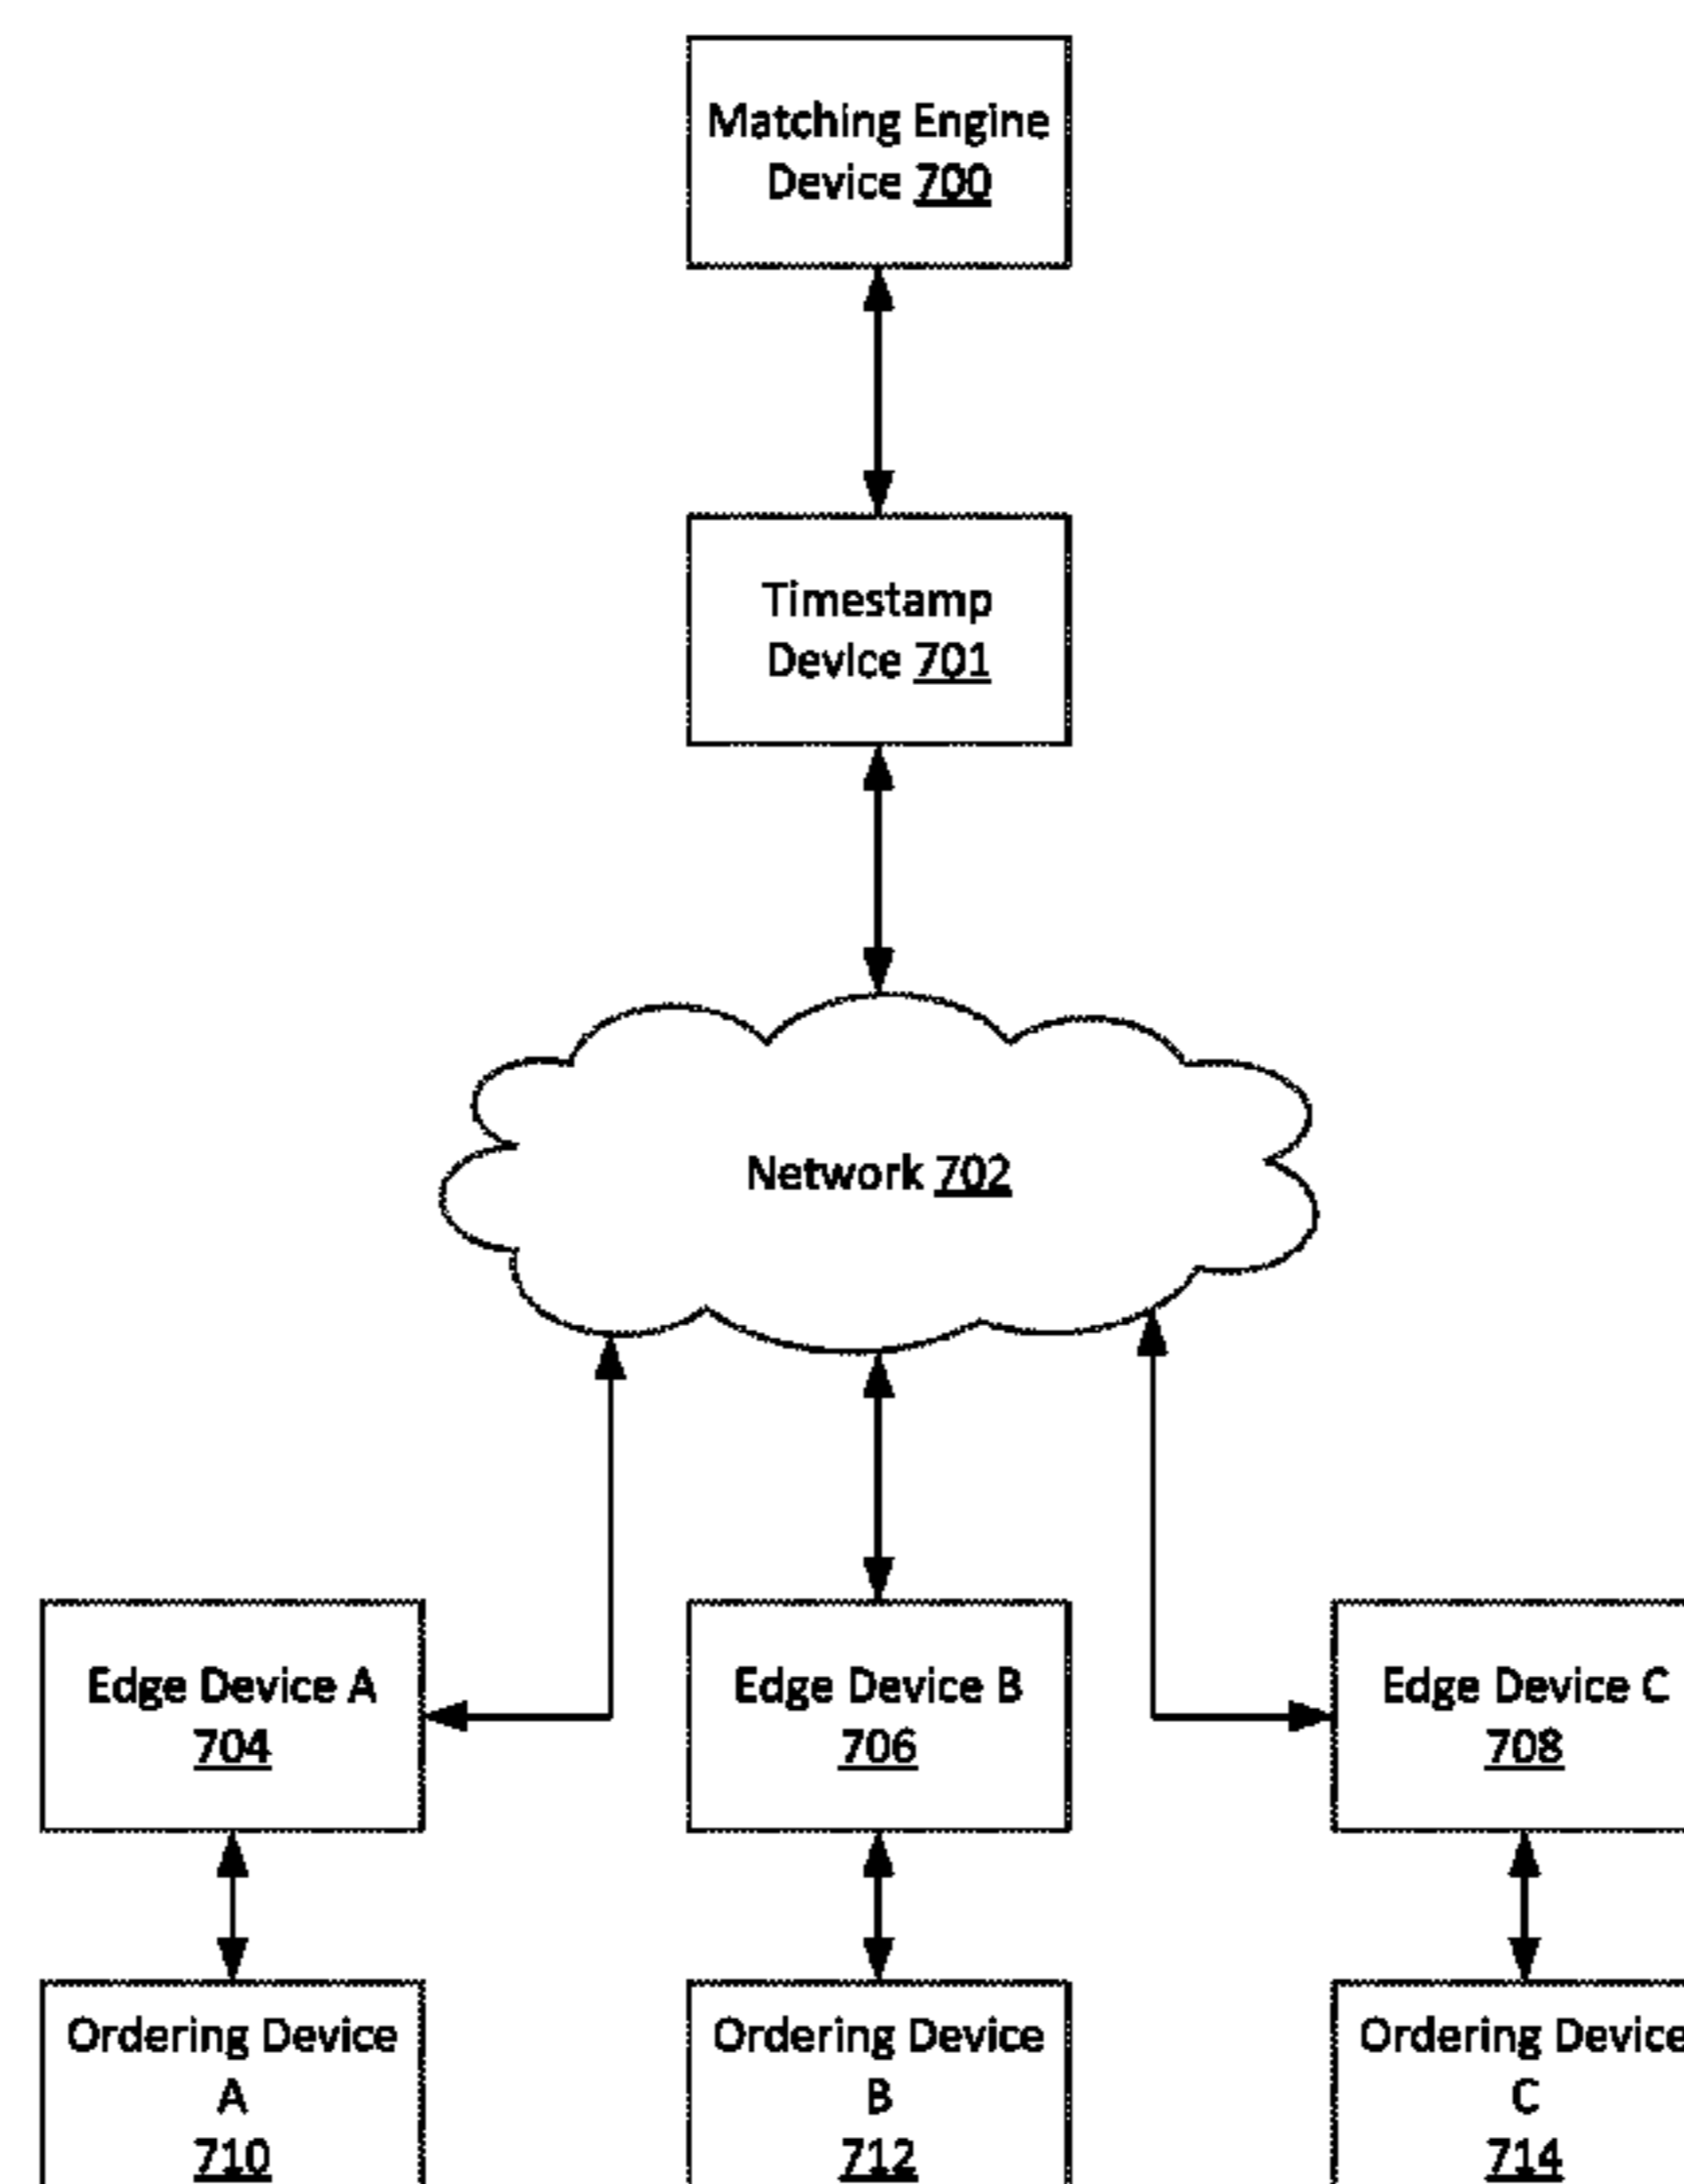 Matching Engine
Device 700
Timestamp
Device 701
Network 702
Edge Device A
704
Edge Device B
706
Edge Device C
708
Ordering Device
A
710
Ordering Device
B
712
Ordering Device
C
714